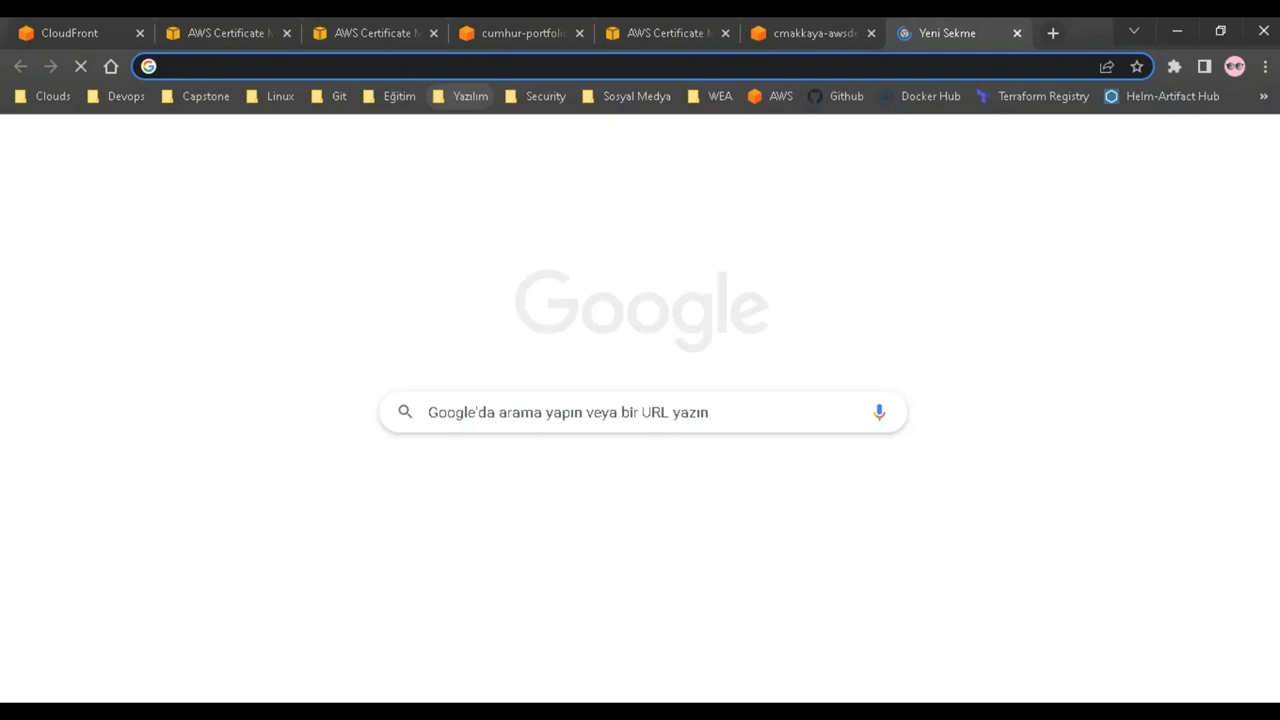 CloudFront AWS Certificate M AWS Certificate M cumhur-portfolio AWS Certificate M cmakkaya-awsde Yeni Sekme
Clouds Devops Capstone Linux Git Eğitim Yazılım Security Sosyal Medya WEA AWS Github Docker Hub Terraform Registry Helm-Artifact Hub »
Google
Google'da arama yapın veya bir URL yazın